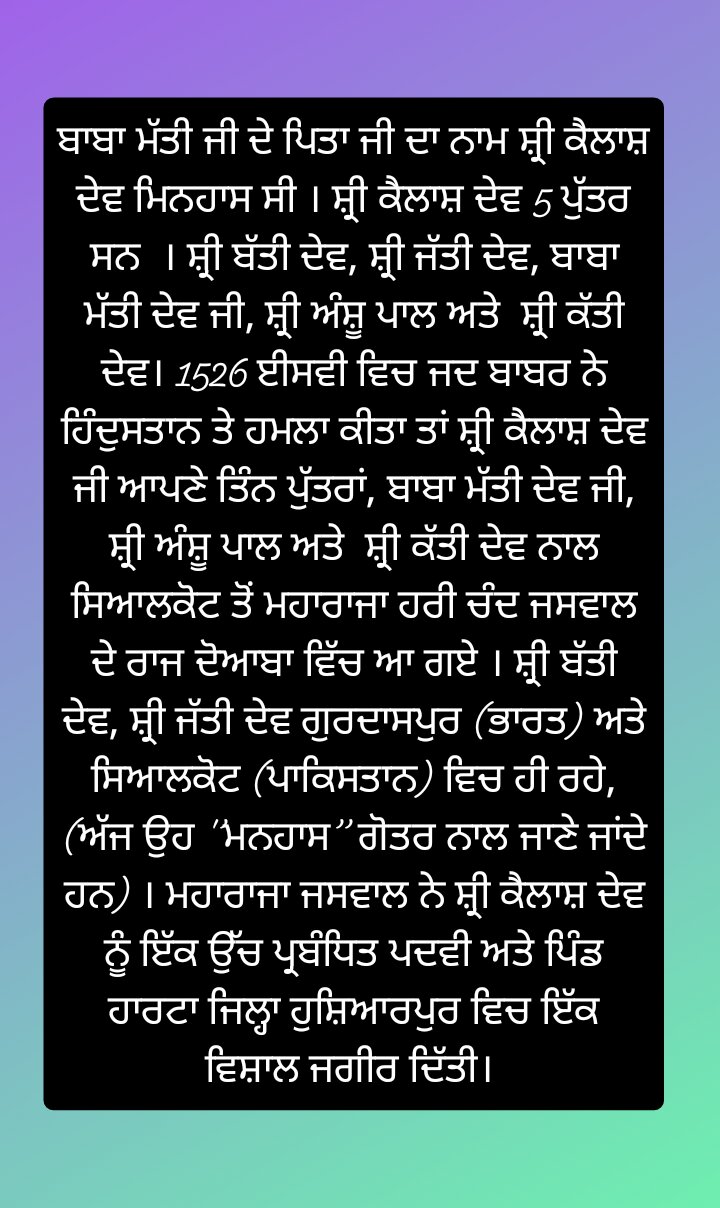 ਬਾਬਾ ਮੱਤੀ ਜੀ ਦੇ ਪਿਤਾ ਜੀ ਦਾ ਨਾਮ ਸ਼੍ਰੀ ਕੈਲਾਸ਼
ਦੇਵ ਮਿਨਹਾਸ ਸੀ । ਸ਼੍ਰੀ ਕੈਲਾਸ਼ ਦੇਵ 5 ਪੁੱਤਰ
ਸਨ । ਸ਼੍ਰੀ ਬੱਤੀ ਦੇਵ, ਸ਼੍ਰੀ ਜੱਤੀ ਦੇਵ, ਬਾਬਾ
ਮੱਤੀ ਦੇਵ ਜੀ, ਸ਼੍ਰੀ ਅੰਸ਼ੂ ਪਾਲ ਅਤੇ ਸ਼੍ਰੀ ਕੱਤੀ
ਦੇਵ। 1526 ਈਸਵੀ ਵਿਚ ਜਦ ਬਾਬਰ ਨੇ
ਹਿੰਦੁਸਤਾਨ ਤੇ ਹਮਲਾ ਕੀਤਾ ਤਾਂ ਸ਼੍ਰੀ ਕੈਲਾਸ਼ ਦੇਵ
ਜੀ ਆਪਣੇ ਤਿੰਨ ਪੁੱਤਰਾਂ, ਬਾਬਾ ਮੱਤੀ ਦੇਵ ਜੀ,
ਸ਼੍ਰੀ ਅੰਸ਼ੂ ਪਾਲ ਅਤੇ ਸ਼੍ਰੀ ਕੱਤੀ ਦੇਵ ਨਾਲ
ਸਿਆਲਕੋਟ ਤੋਂ ਮਹਾਰਾਜਾ ਹਰੀ ਚੰਦ ਜਸਵਾਲ
ਦੇ ਰਾਜ ਦੋਆਬਾ ਵਿੱਚ ਆ ਗਏ । ਸ਼੍ਰੀ ਬੱਤੀ
ਦੇਵ, ਸ਼੍ਰੀ ਜੱਤੀ ਦੇਵ ਗੁਰਦਾਸਪੁਰ (ਭਾਰਤ) ਅਤੇ
ਸਿਆਲਕੋਟ (ਪਾਕਿਸਤਾਨ) ਵਿਚ ਹੀ ਰਹੇ,
(ਅੱਜ ਉਹ "ਮਨਹਾਸ” ਗੋਤਰ ਨਾਲ ਜਾਣੇ ਜਾਂਦੇ
ਹਨ) । ਮਹਾਰਾਜਾ ਜਸਵਾਲ ਨੇ ਸ਼੍ਰੀ ਕੈਲਾਸ਼ ਦੇਵ
ਨੂੰ ਇੱਕ ਉੱਚ ਪ੍ਰਬੰਧਿਤ ਪਦਵੀ ਅਤੇ ਪਿੰਡ
ਹਾਰਟਾ ਜਿਲ੍ਹਾ ਹੁਸ਼ਿਆਰਪੁਰ ਵਿਚ ਇੱਕ
ਵਿਸ਼ਾਲ ਜਗੀਰ ਦਿੱਤੀ।